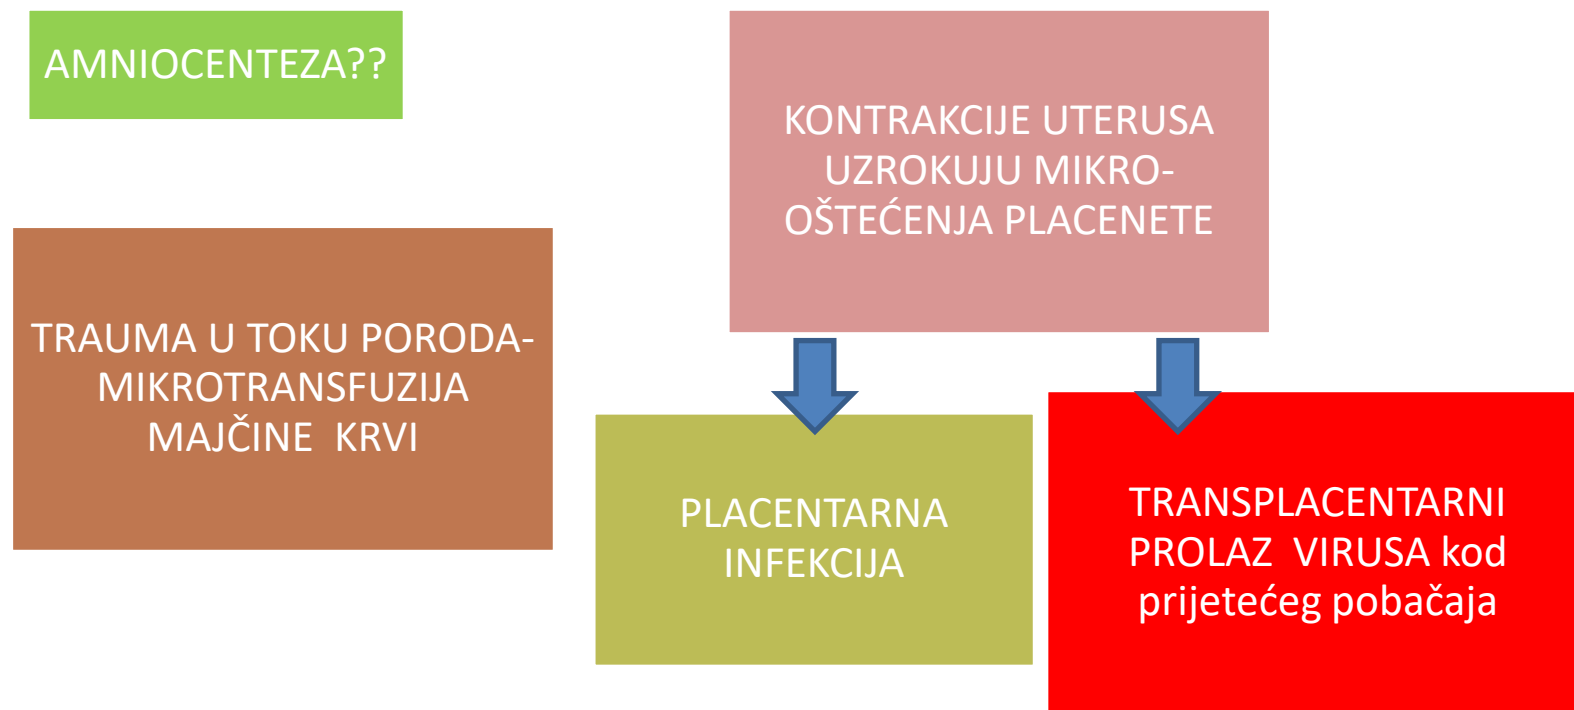 AMNIOCENTEZA??
KONTRAKCIJE UTERUSA
UZROKUJU MIKRO-
OŠTEĆENJA PLACENETE
TRAUMA U TOKU PORODA-
MIKROTRANSFUZIJA
MAJČINE  KRVI
PLACENTARNA
INFEKCIJA
TRANSPLACENTARNI
PROLAZ  VIRUSA kod
prijetećeg pobačaja